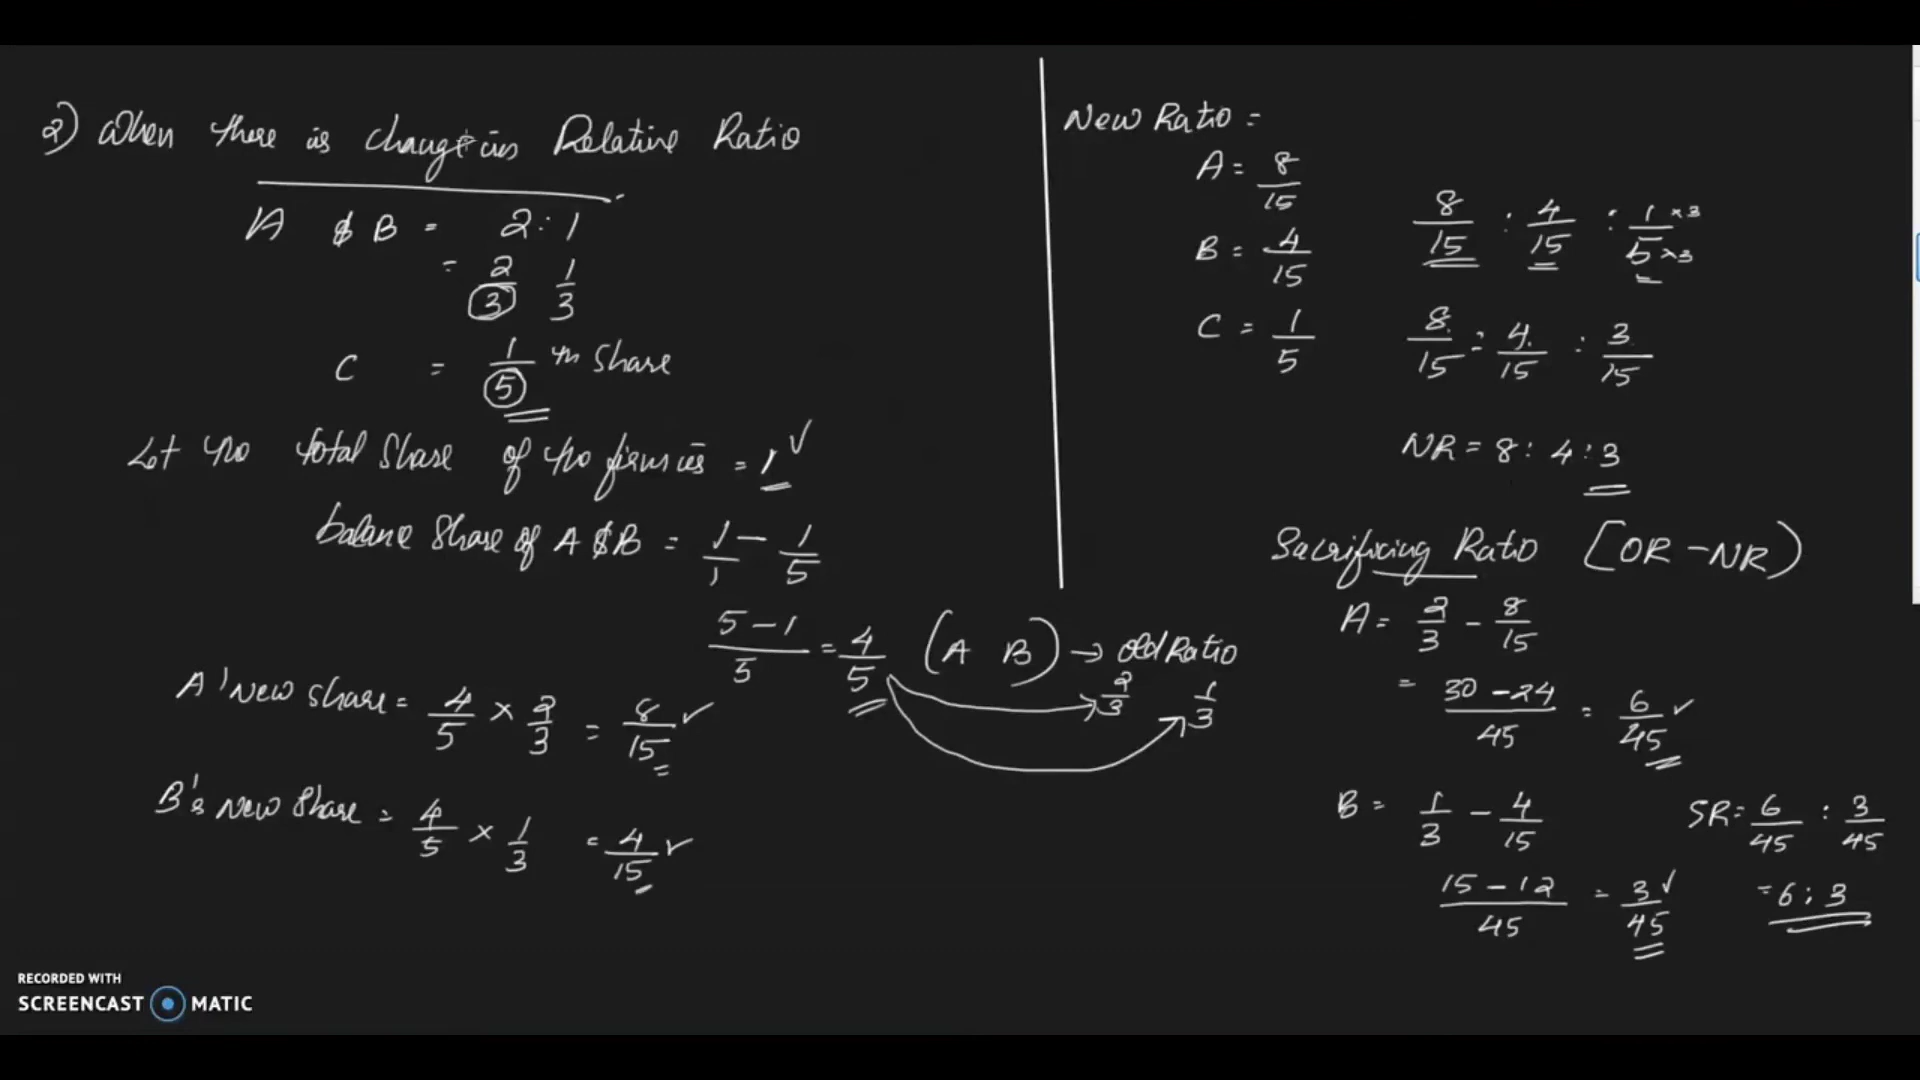 2) When there is change in Relative Ratio
A & B = 2 : 1
= 2/3 1/3
C = 1/5 th Share
Let the total Share of the firm is = 1 ✓
balance Share of A & B = 1/1 - 1/5
5-1/5 = 4/5 (A B) → Old Ratio
2/3 1/3
A' New share = 4/5 × 2/3 = 8/15 ✓
B's New Share = 4/5 × 1/3 = 4/15 ✓
New Ratio =
A = 8/15
B = 4/15
C = 1/5
8/15 : 4/15 : 1/5 ×3 ×3
8/15 : 4/15 : 3/15
NR = 8 : 4 : 3
Sacrificing Ratio [OR - NR)
A = 2/3 - 8/15
= 30-24/45 = 6/45 ✓
B = 1/3 - 4/15
15-12/45 = 3/45 ✓
SR = 6/45 : 3/45
= 6 : 3
RECORDED WITH
SCREENCAST MATIC